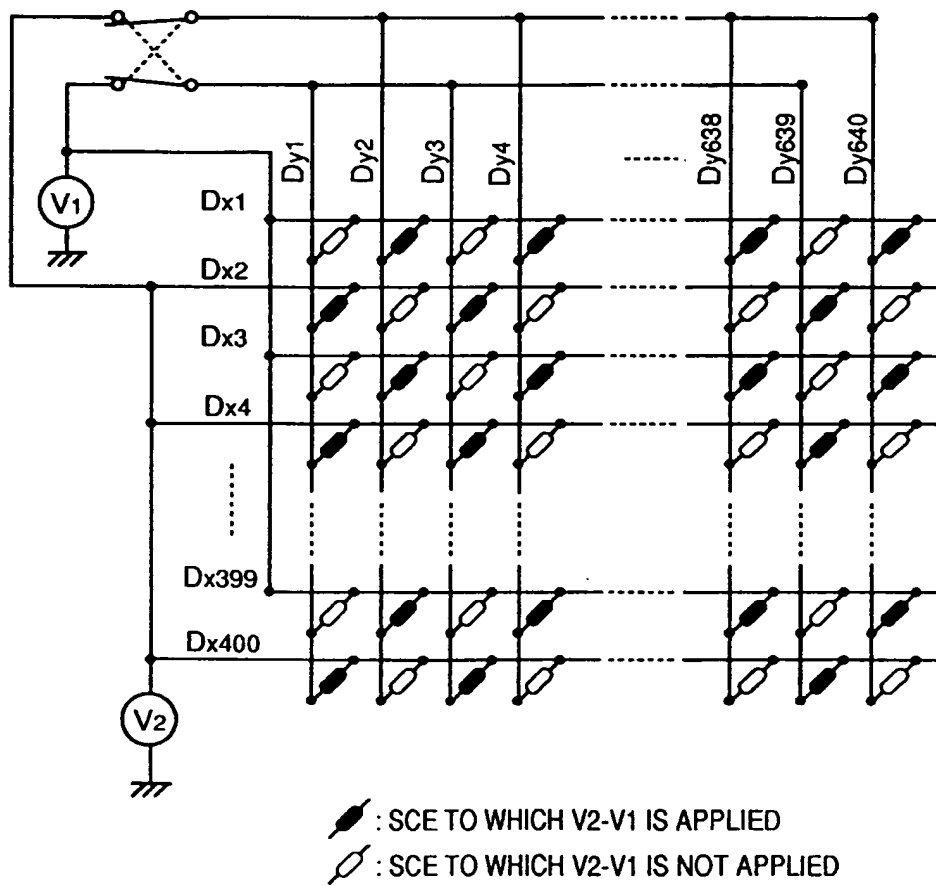 Dy1
Dy2
Dy3
Dy4
Dy638
Dy639
Dy640
V1
Dx1
Dx2
Dx3
Dx4
Dx399
Dx400
V2
: SCE TO WHICH V2-V1 IS APPLIED
: SCE TO WHICH V2-V1 IS NOT APPLIED